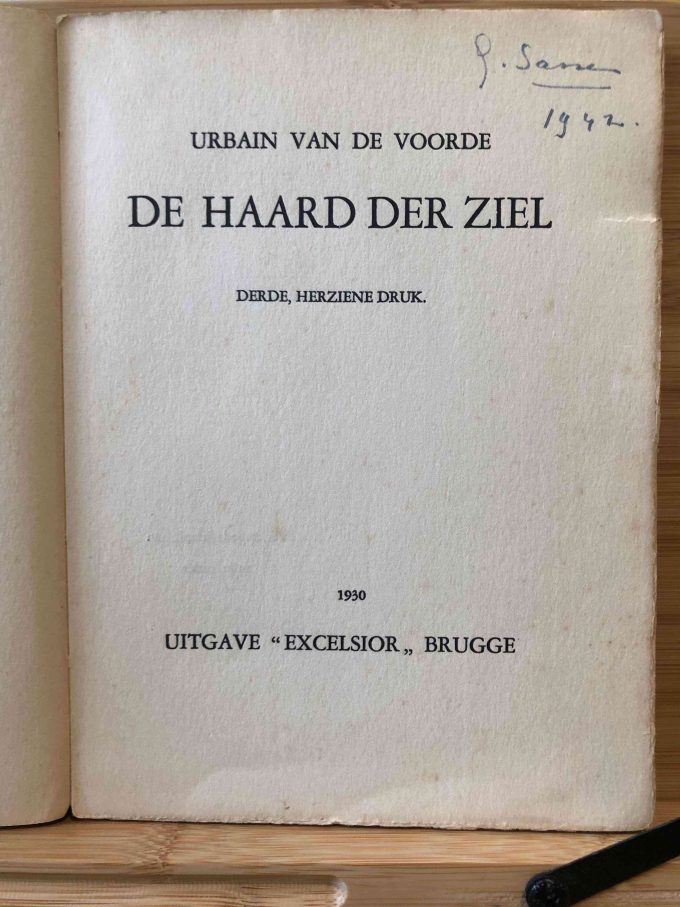 1942.
URBAIN VAN DE VOORDE
DE HAARD DER ZIEL
DERDE, HERZIENE DRUK.
1930
UITGAVE “EXCELSIOR„ BRUGGE